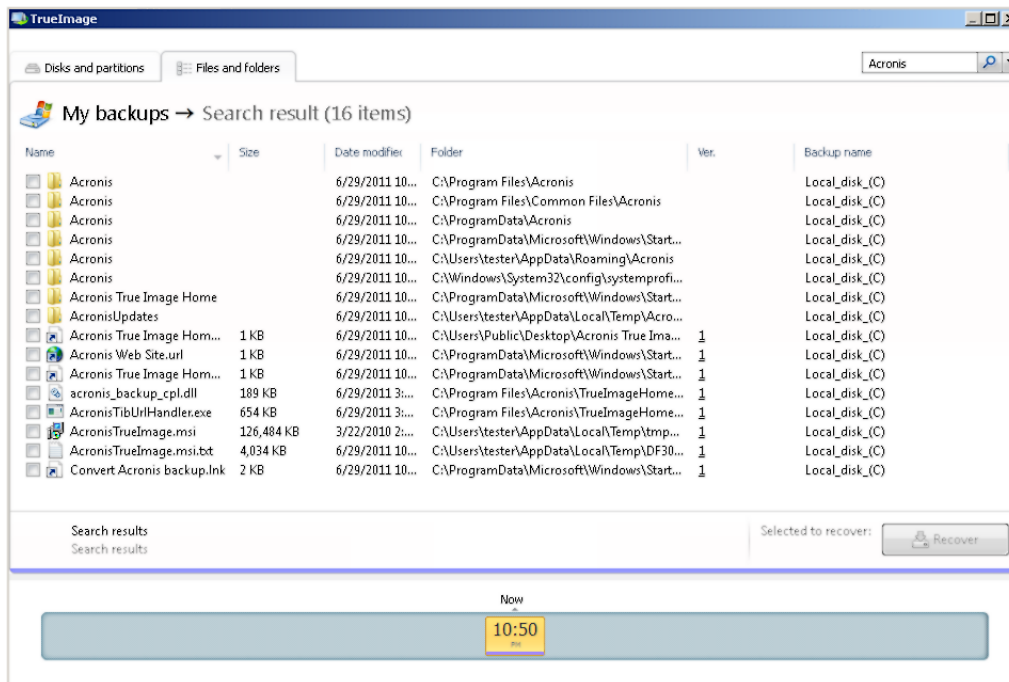 TrueImage
Disks and partitions Files and folders Acronis
My backups → Search result (16 items)
Name Size Date modified Folder Ver. Backup name
Acronis 6/29/2011 10... C:\Program Files\Acronis Local_disk_(C)
Acronis 6/29/2011 10... C:\Program Files\Common Files\Acronis Local_disk_(C)
Acronis 6/29/2011 10... C:\ProgramData\Acronis Local_disk_(C)
Acronis 6/29/2011 10... C:\ProgramData\Microsoft\Windows\Start... Local_disk_(C)
Acronis 6/29/2011 10... C:\Users\tester\AppData\Roaming\Acronis Local_disk_(C)
Acronis 6/29/2011 10... C:\Windows\System32\config\systemprofi... Local_disk_(C)
Acronis True Image Home 6/29/2011 10... C:\ProgramData\Microsoft\Windows\Start... Local_disk_(C)
AcronisUpdates 6/29/2011 10... C:\Users\tester\AppData\Local\Temp\Acro... Local_disk_(C)
Acronis True Image Hom... 1 KB 6/29/2011 10... C:\Users\Public\Desktop\Acronis True Ima... 1 Local_disk_(C)
Acronis Web Site.url 1 KB 6/29/2011 10... C:\ProgramData\Microsoft\Windows\Start... 1 Local_disk_(C)
Acronis True Image Hom... 1 KB 6/29/2011 10... C:\ProgramData\Microsoft\Windows\Start... 1 Local_disk_(C)
acronis_backup_cpl.dll 189 KB 6/29/2011 3:... C:\Program Files\Acronis\TrueImageHome... 1 Local_disk_(C)
AcronisTibUrlHandler.exe 654 KB 6/29/2011 3:... C:\Program Files\Acronis\TrueImageHome... 1 Local_disk_(C)
AcronisTrueImage.msi 126,484 KB 3/22/2010 2:... C:\Users\tester\AppData\Local\Temp\tmp... 1 Local_disk_(C)
AcronisTrueImage.msi.txt 4,034 KB 6/29/2011 10... C:\Users\tester\AppData\Local\Temp\DF30... 1 Local_disk_(C)
Convert Acronis backup.lnk 2 KB 6/29/2011 10... C:\ProgramData\Microsoft\Windows\Start... 1 Local_disk_(C)
Search results Selected to recover: Recover
Search results
Now
10:50
PM